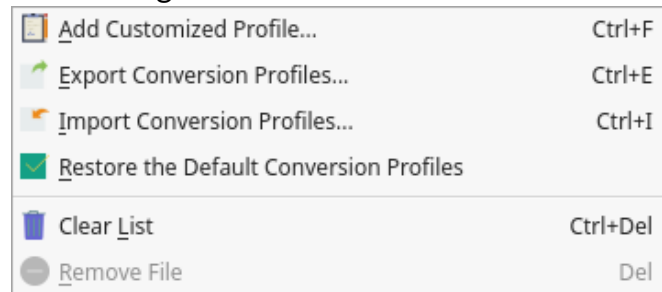 Add Customized Profile... Ctrl+F
Export Conversion Profiles... Ctrl+E
Import Conversion Profiles... Ctrl+I
Restore the Default Conversion Profiles
Clear List Ctrl+Del
Remove File Del